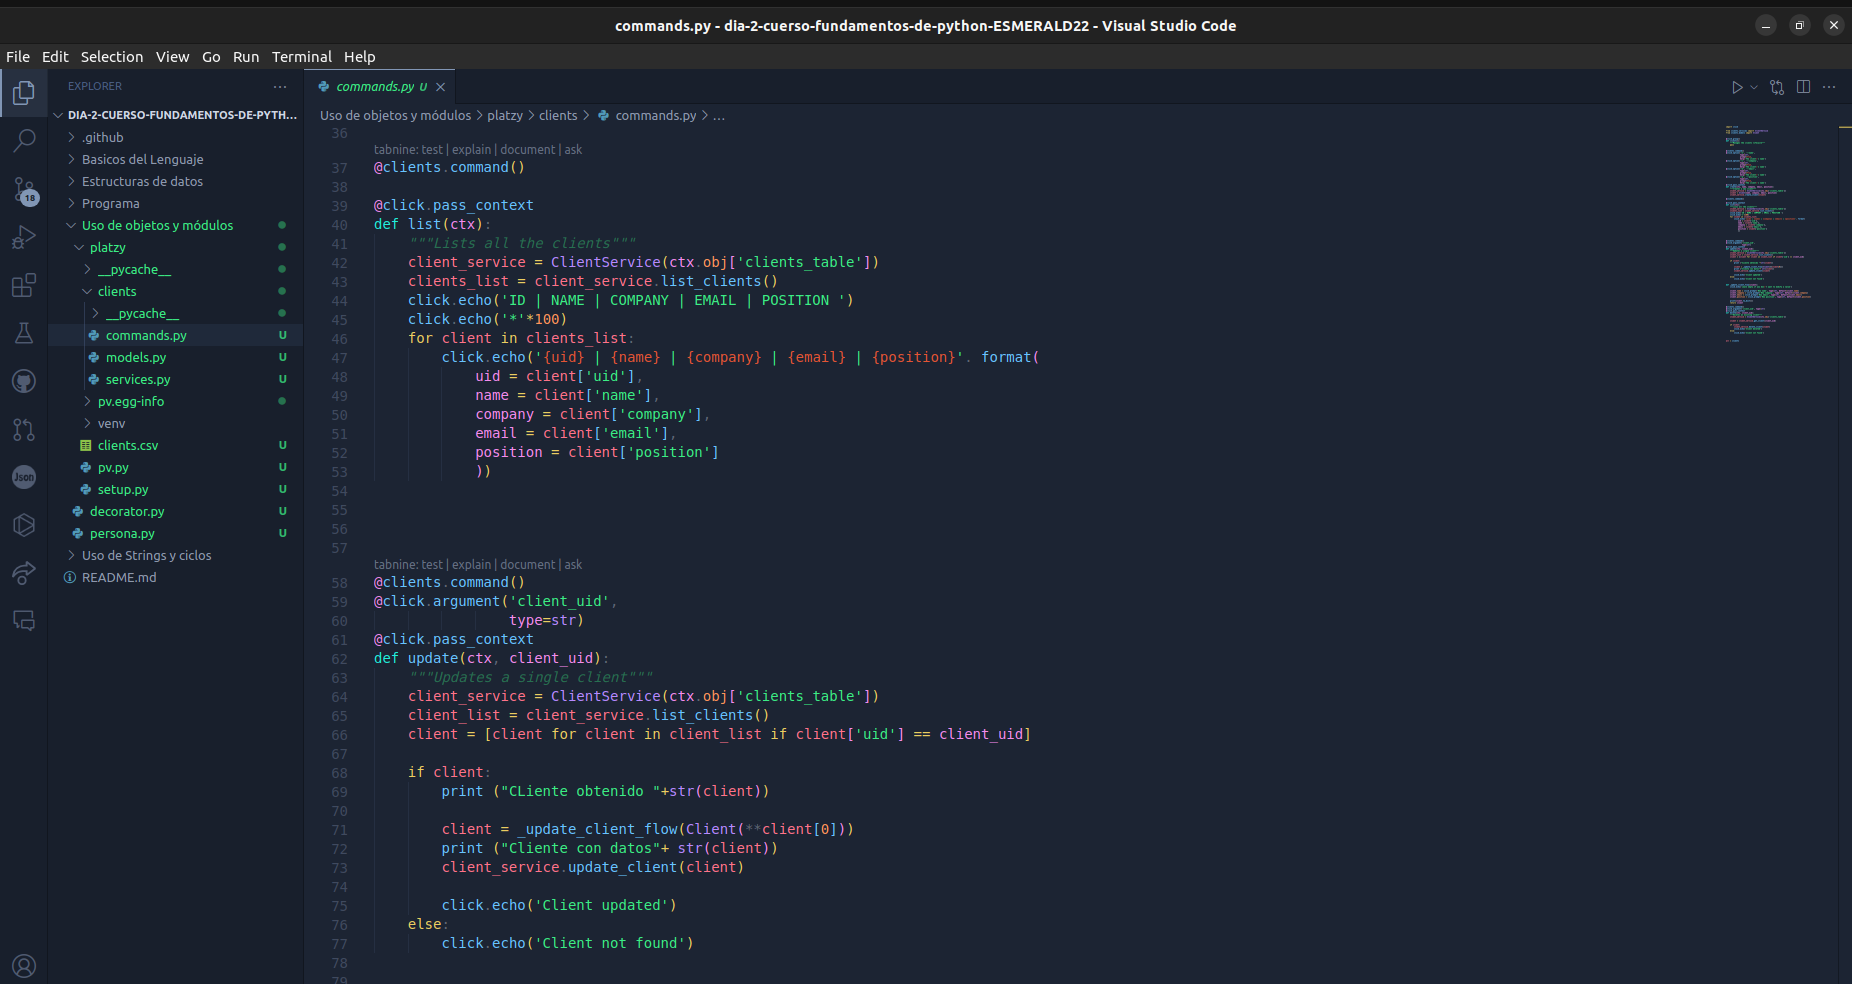 commands.py - dia-2-cuerso-fundamentos-de-python-ESMERALD22 - Visual Studio Code
File Edit Selection View Go Run Terminal Help
EXPLORER
DIA-2-CUERSO-FUNDAMENTOS-DE-PYTH...
.github
Basicos del Lenguaje
Estructuras de datos
18
Programa
Uso de objetos y módulos
platzy
__pycache__
clients
__pycache__
commands.py U
models.py U
services.py U
pv.egg-info
venv
clients.csv U
Json
pv.py U
setup.py U
decorator.py U
persona.py U
Uso de Strings y ciclos
README.md
commands.py U
Uso de objetos y módulos > platzy > clients > commands.py > ...
36
tabnine: test | explain | document | ask
37 @clients.command()
38
39 @click.pass_context
40 def list(ctx):
41 """Lists all the clients"""
42 client_service = ClientService(ctx.obj['clients_table'])
43 clients_list = client_service.list_clients()
44 click.echo('ID | NAME | COMPANY | EMAIL | POSITION ')
45 click.echo('*'*100)
46 for client in clients_list:
47 click.echo('{uid} | {name} | {company} | {email} | {position}'. format(
48 uid = client['uid'],
49 name = client['name'],
50 company = client['company'],
51 email = client['email'],
52 position = client['position']
53 ))
54
55
56
57
tabnine: test | explain | document | ask
58 @clients.command()
59 @click.argument('client_uid',
60 type=str)
61 @click.pass_context
62 def update(ctx, client_uid):
63 """Updates a single client"""
64 client_service = ClientService(ctx.obj['clients_table'])
65 client_list = client_service.list_clients()
66 client = [client for client in client_list if client['uid'] == client_uid]
67
68 if client:
69 print ("CLiente obtenido "+str(client))
70
71 client = _update_client_flow(Client(**client[0]))
72 print ("Cliente con datos"+ str(client))
73 client_service.update_client(client)
74
75 click.echo('Client updated')
76 else:
77 click.echo('Client not found')
78
79